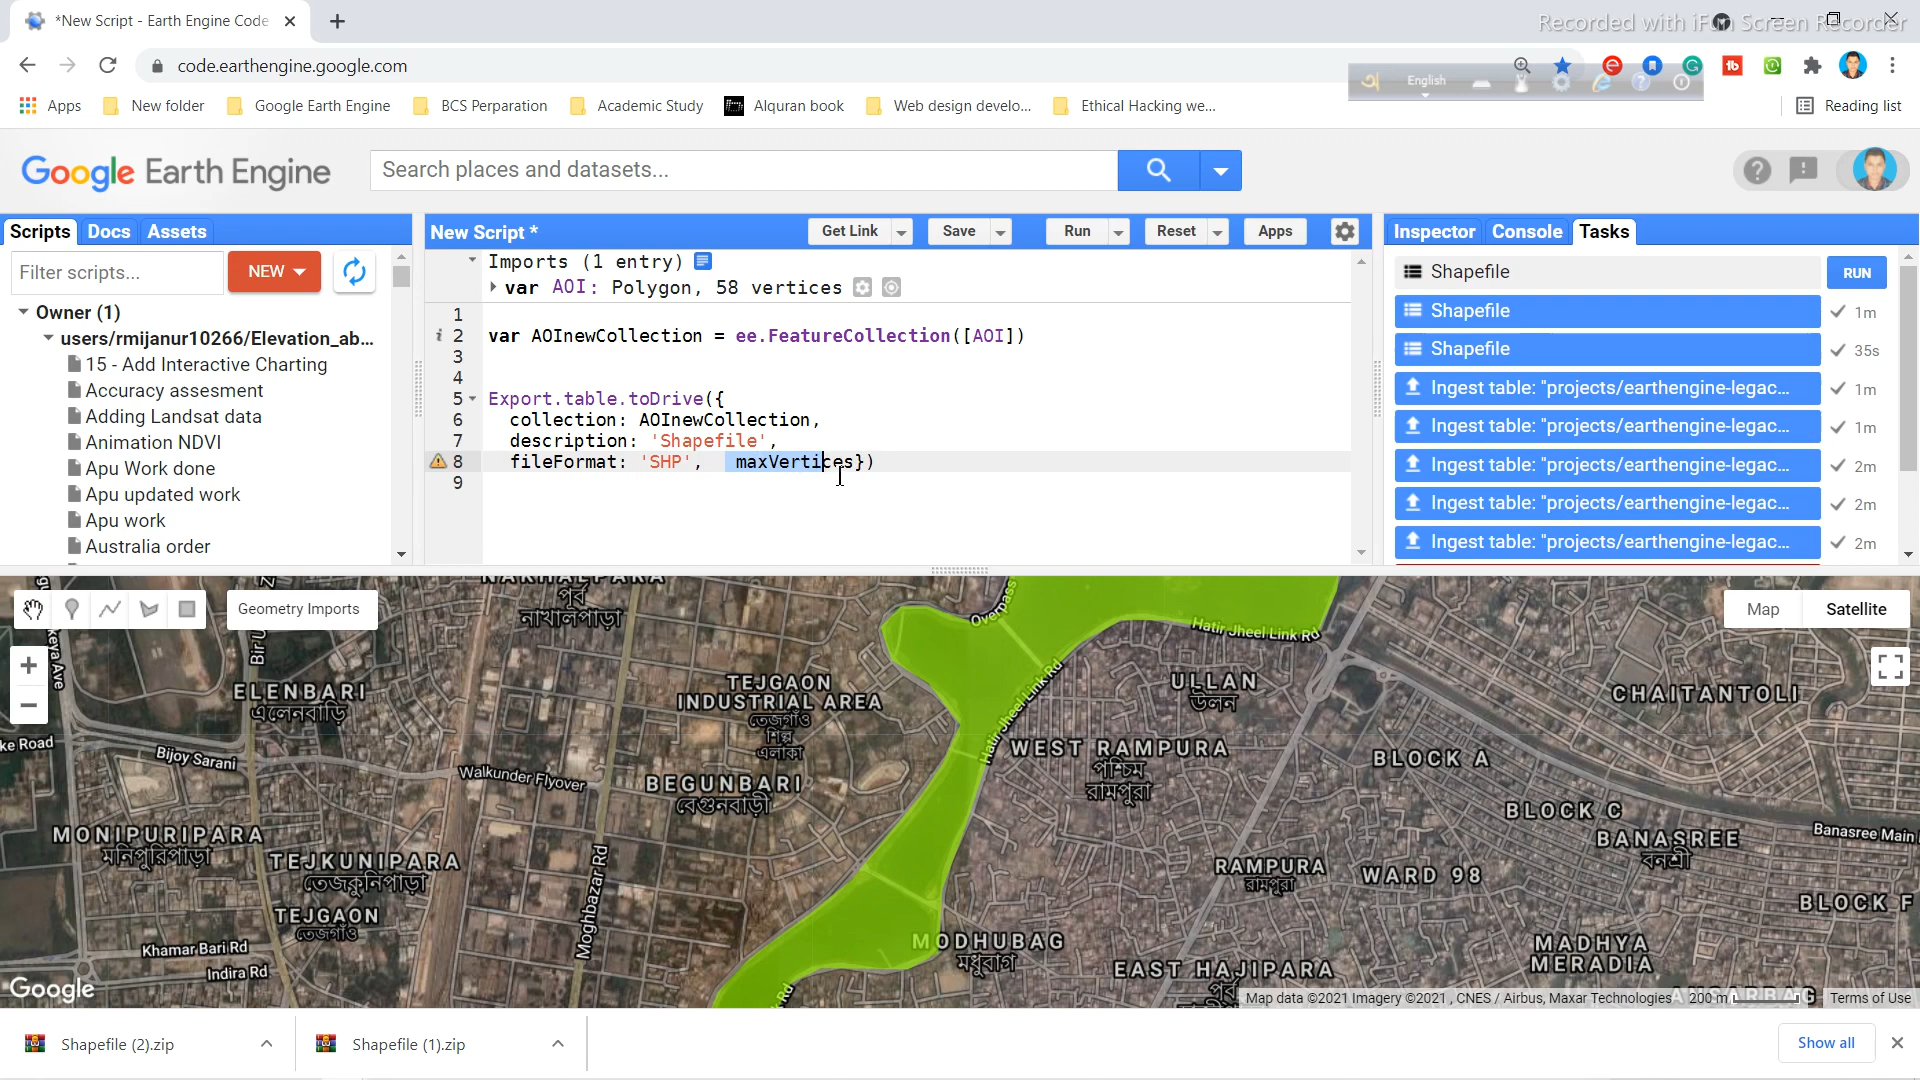 *New Script - Earth Engine Code
Recorded with iFun Screen Recorder
code.earthengine.google.com
English
Apps
New folder
Google Earth Engine
BCS Perparation
Academic Study
Alquran book
Web design develo...
Ethical Hacking we...
Reading list
Google Earth Engine
Search places and datasets...
Scripts
Docs
Assets
New Script *
Get Link
Save
Run
Reset
Apps
Inspector
Console
Tasks
Filter scripts...
NEW
Owner (1)
users/rmijanur10266/Elevation_ab...
15 - Add Interactive Charting
Accuracy assesment
Adding Landsat data
Animation NDVI
Apu Work done
Apu updated work
Apu work
Australia order
Imports (1 entry)
var AOI: Polygon, 58 vertices
1
i 2 var AOInewCollection = ee.FeatureCollection([AOI])
3
4
5 Export.table.toDrive({
6 collection: AOInewCollection,
7 description: 'Shapefile',
8 fileFormat: 'SHP', maxVertices})
9
Shapefile
RUN
Shapefile 1m
Shapefile 35s
Ingest table: "projects/earthengine-legac... 1m
Ingest table: "projects/earthengine-legac... 1m
Ingest table: "projects/earthengine-legac... 2m
Ingest table: "projects/earthengine-legac... 2m
Ingest table: "projects/earthengine-legac... 2m
Geometry Imports
Map
Satellite
NAKHALPARA
পূর্ব
নাখালপাড়া
Overpass
Hatir Jheel Link Rd
ELENBARI
এলেনবাড়ি
TEJGAON
INDUSTRIAL AREA
তেজগাঁও
শিল্প
এলাকা
ULLAN
উলন
CHAITANTOLI
Hatir Jheel Link Rd
Bijoy Sarani
Walkunder Flyover
WEST RAMPURA
পশ্চিম
রামপুরা
BLOCK A
BEGUNBARI
বেগুনবাড়ী
BLOCK C
BANASREE
বনশ্রী
Banasree Main
MONIPURIPARA
মনিপুরিপাড়া
TEJKUNIPARA
তেজকুনিপাড়া
Moghbazar Rd
RAMPURA
রামপুরা
WARD 98
BLOCK F
TEJGAON
তেজগাঁও
Khamar Bari Rd
Indira Rd
MODHUBAG
মধুবাগ
EAST HAJIPARA
পূর্ব
MADHYA
MERADIA
Google
Map data ©2021 Imagery ©2021 , CNES / Airbus, Maxar Technologies
200 m
Terms of Use
Shapefile (2).zip
Shapefile (1).zip
Show all